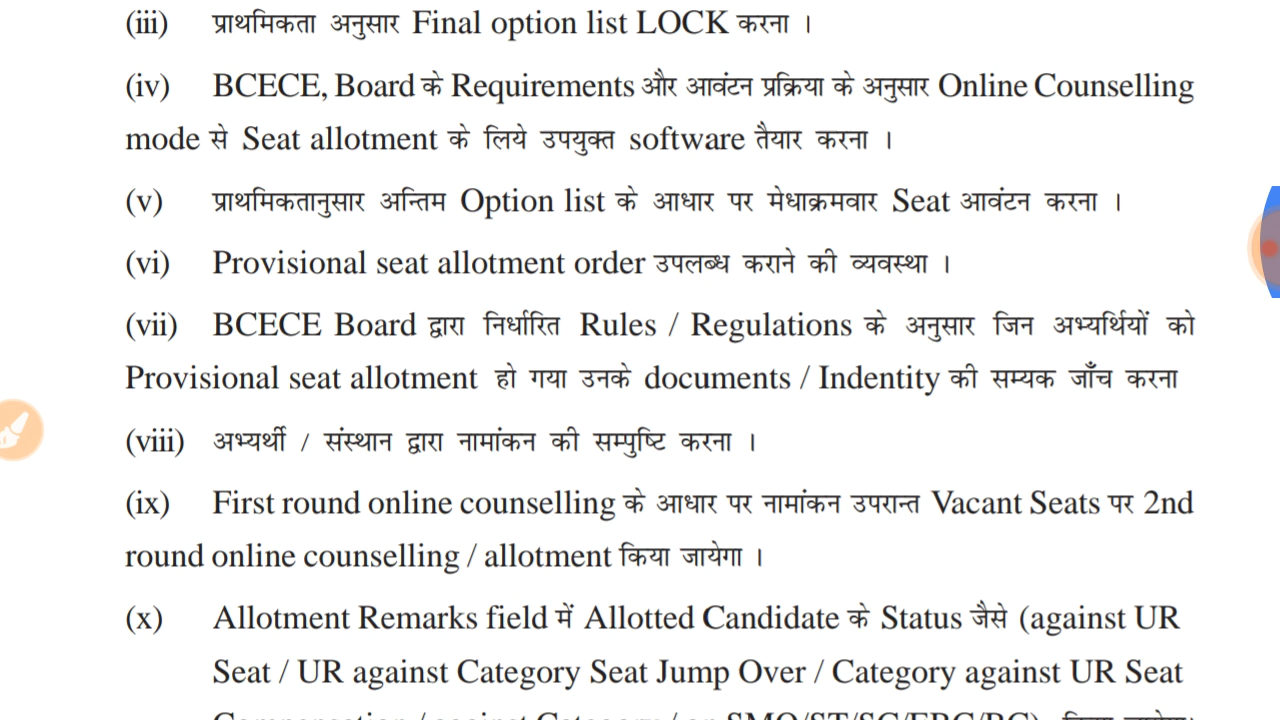 (iii) प्राथमिकता अनुसार Final option list LOCK करना ।
(iv) BCECE, Board के Requirements और आवंटन प्रक्रिया के अनुसार Online Counselling
mode से Seat allotment के लिये उपयुक्त software तैयार करना ।
(v) प्राथमिकतानुसार अन्तिम Option list के आधार पर मेधाक्रमवार Seat आवंटन करना ।
(vi) Provisional seat allotment order उपलब्ध कराने की व्यवस्था ।
(vii) BCECE Board द्वारा निर्धारित Rules / Regulations के अनुसार जिन अभ्यर्थियों को
Provisional seat allotment हो गया उनके documents / Indentity की सम्यक जाँच करना
(viii) अभ्यर्थी / संस्थान द्वारा नामांकन की सम्पुष्टि करना ।
(ix) First round online counselling के आधार पर नामांकन उपरान्त Vacant Seats पर 2nd
round online counselling / allotment किया जायेगा ।
(x) Allotment Remarks field में Allotted Candidate के Status जैसे (against UR
Seat / UR against Category Seat Jump Over / Category against UR Seat